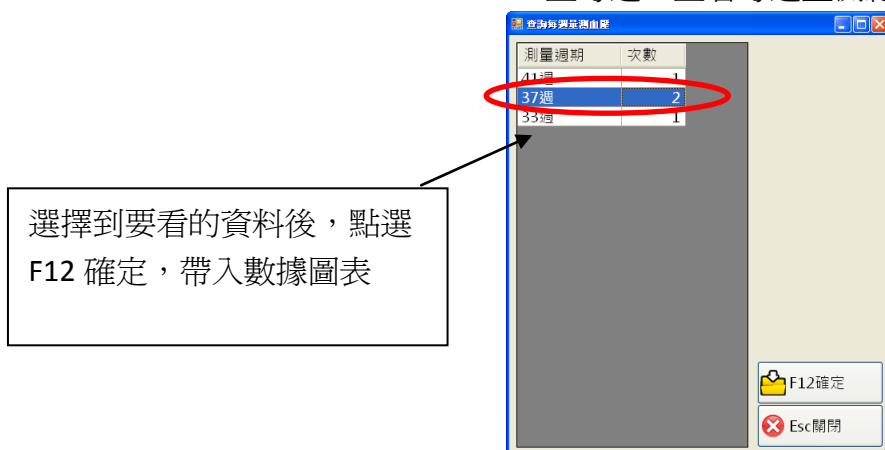 查詢每週量測血壓
測量週期 次數
41週 1
37週 2
33週 1
選擇到要看的資料後，點選
F12 確定，帶入數據圖表
F12確定
Esc關閉